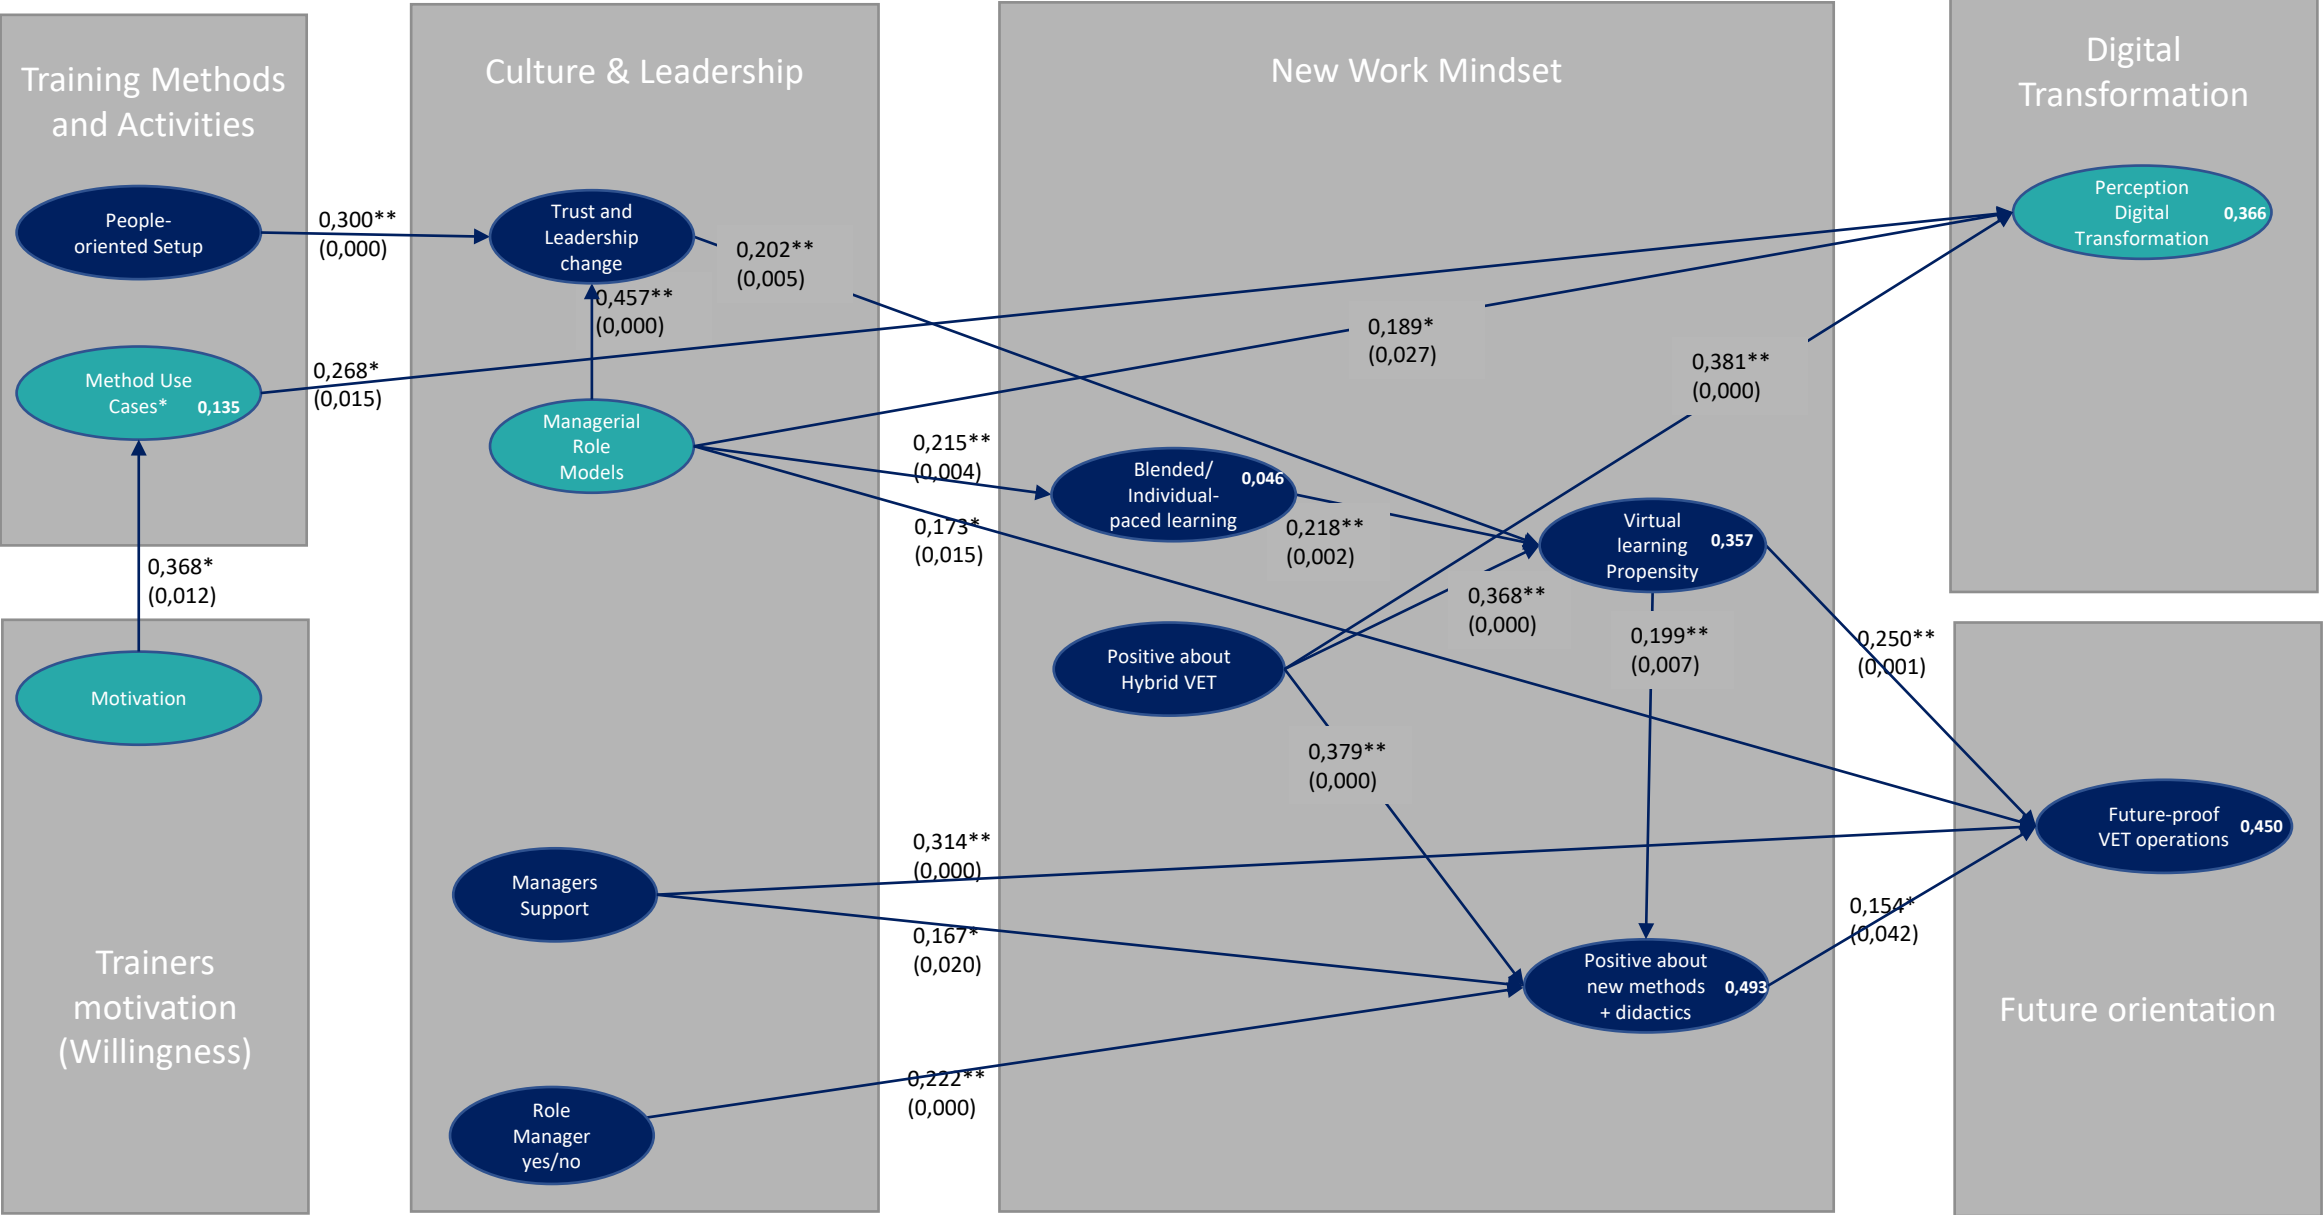 Training Methods
and Activities
People-
oriented Setup
Method Use
Cases*
0,135
0,368*
(0,012)
Motivation
Trainers
motivation
(Willingness)
0,300**
(0,000)
0,268*
(0,015)
Culture & Leadership
Trust and
Leadership
change
0,457**
(0,000)
Managerial
Role
Models
Managers
Support
Role
Manager
yes/no
0,202**
(0,005)
0,215**
(0,004)
0,173*
(0,015)
0,314**
(0,000)
0,167*
(0,020)
0,222**
(0,000)
New Work Mindset
0,189*
(0,027)
0,381**
(0,000)
Blended/
Individual-
paced learning
0,046
0,218**
(0,002)
Virtual
learning
Propensity
0,357
0,368**
(0,000)
Positive about
Hybrid VET
0,199**
(0,007)
0,379**
(0,000)
Positive about
new methods
+ didactics
0,493
0,250**
(0,001)
0,154*
(0,042)
Digital
Transformation
Perception
Digital
Transformation
0,366
Future-proof
VET operations
0,450
Future orientation